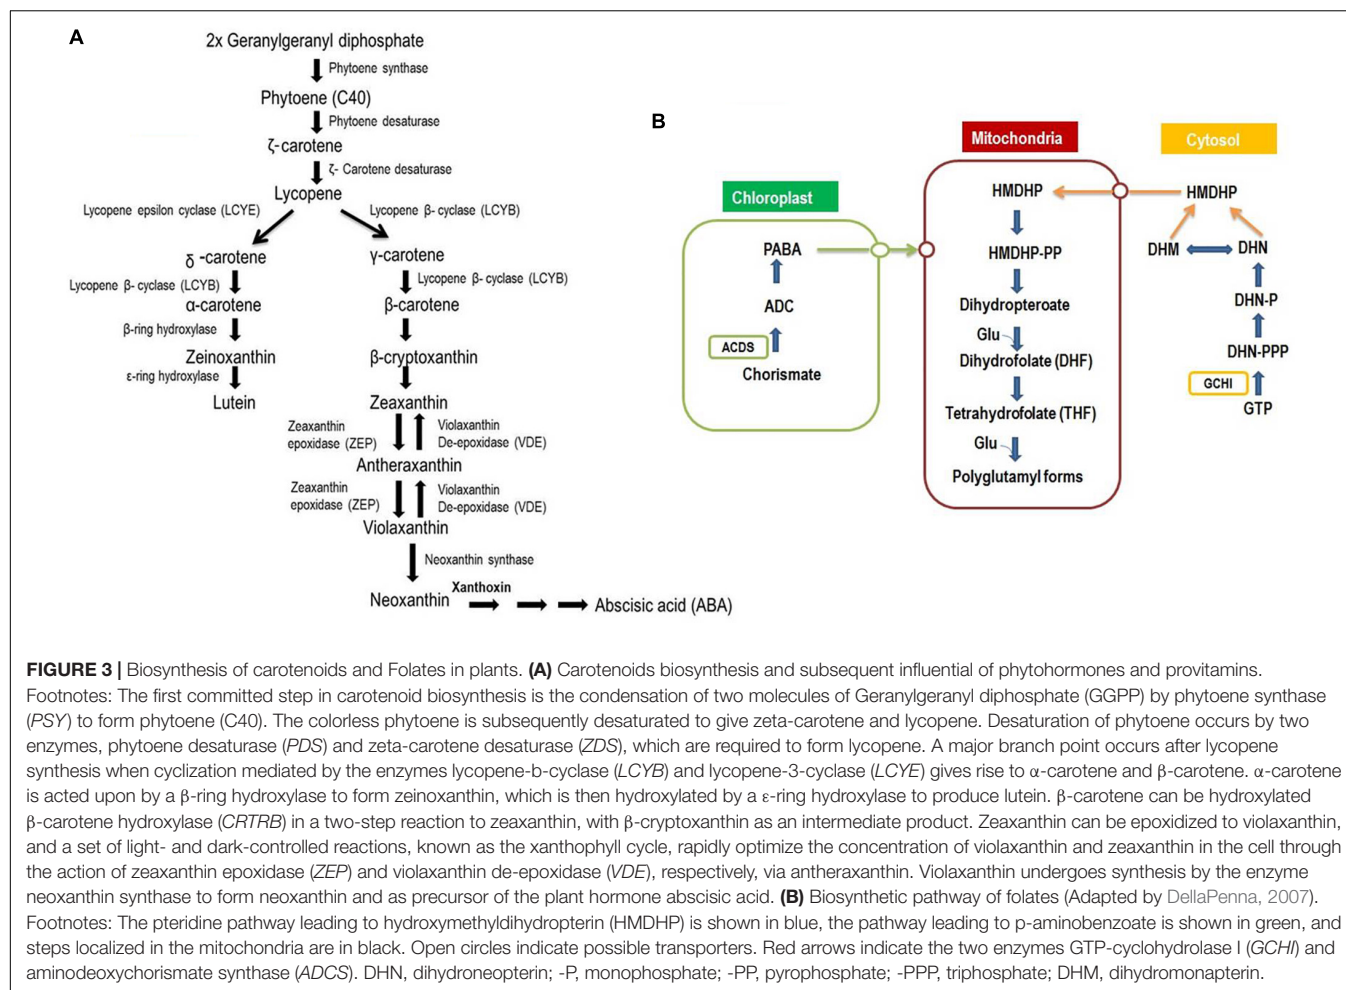 A
2x Geranylgeranyl diphosphate
Phytoene synthase
Phytoene (C40)
Phytoene desaturase
ζ-carotene
ζ- Carotene desaturase
Lycopene
Lycopene epsilon cyclase (LCYE)
Lycopene β-cyclase (LCYB)
δ -carotene
γ-carotene
Lycopene β-cyclase (LCYB)
Lycopene β-cyclase (LCYB)
α-carotene
β-carotene
β-ring hydroxylase
Zeinoxanthin
β-cryptoxanthin
ε-ring hydroxylase
Lutein
Zeaxanthin
Zeaxanthin
epoxidase (ZEP)
Violaxanthin
De-epoxidase (VDE)
Antheraxanthin
Zeaxanthin
epoxidase (ZEP)
Violaxanthin
De-epoxidase (VDE)
Violaxanthin
Neoxanthin synthase
Neoxanthin
Xanthoxin
Abscisic acid (ABA)
B
Chloroplast
PABA
ADC
ACDS
Chorismate
Mitochondria
HMDHP
HMDHP-PP
Dihydropteroate
Glu
Dihydrofolate (DHF)
Tetrahydrofolate (THF)
Glu
Polyglutamyl forms
Cytosol
HMDHP
DHM
DHN
DHN-P
DHN-PPP
GCHI
GTP
FIGURE 3 | Biosynthesis of carotenoids and Folates in plants. (A) Carotenoids biosynthesis and subsequent influential of phytohormones and provitamins.
Footnotes: The first committed step in carotenoid biosynthesis is the condensation of two molecules of Geranylgeranyl diphosphate (GGPP) by phytoene synthase
(PSY) to form phytoene (C40). The colorless phytoene is subsequently desaturated to give zeta-carotene and lycopene. Desaturation of phytoene occurs by two
enzymes, phytoene desaturase (PDS) and zeta-carotene desaturase (ZDS), which are required to form lycopene. A major branch point occurs after lycopene
synthesis when cyclization mediated by the enzymes lycopene-b-cyclase (LCYB) and lycopene-3-cyclase (LCYE) gives rise to α-carotene and β-carotene. α-carotene
is acted upon by a β-ring hydroxylase to form zeinoxanthin, which is then hydroxylated by a ε-ring hydroxylase to produce lutein. β-carotene can be hydroxylated
β-carotene hydroxylase (CRTRB) in a two-step reaction to zeaxanthin, with β-cryptoxanthin as an intermediate product. Zeaxanthin can be epoxidized to violaxanthin,
and a set of light- and dark-controlled reactions, known as the xanthophyll cycle, rapidly optimize the concentration of violaxanthin and zeaxanthin in the cell through
the action of zeaxanthin epoxidase (ZEP) and violaxanthin de-epoxidase (VDE), respectively, via antheraxanthin. Violaxanthin undergoes synthesis by the enzyme
neoxanthin synthase to form neoxanthin and as precursor of the plant hormone abscisic acid. (B) Biosynthetic pathway of folates (Adapted by DellaPenna, 2007).
Footnotes: The pteridine pathway leading to hydroxymethyldihydropterin (HMDHP) is shown in blue, the pathway leading to p-aminobenzoate is shown in green, and
steps localized in the mitochondria are in black. Open circles indicate possible transporters. Red arrows indicate the two enzymes GTP-cyclohydrolase I (GCHI) and
aminodeoxychorismate synthase (ADCS). DHN, dihydroneopterin; -P, monophosphate; -PP, pyrophosphate; -PPP, triphosphate; DHM, dihydromonapterin.